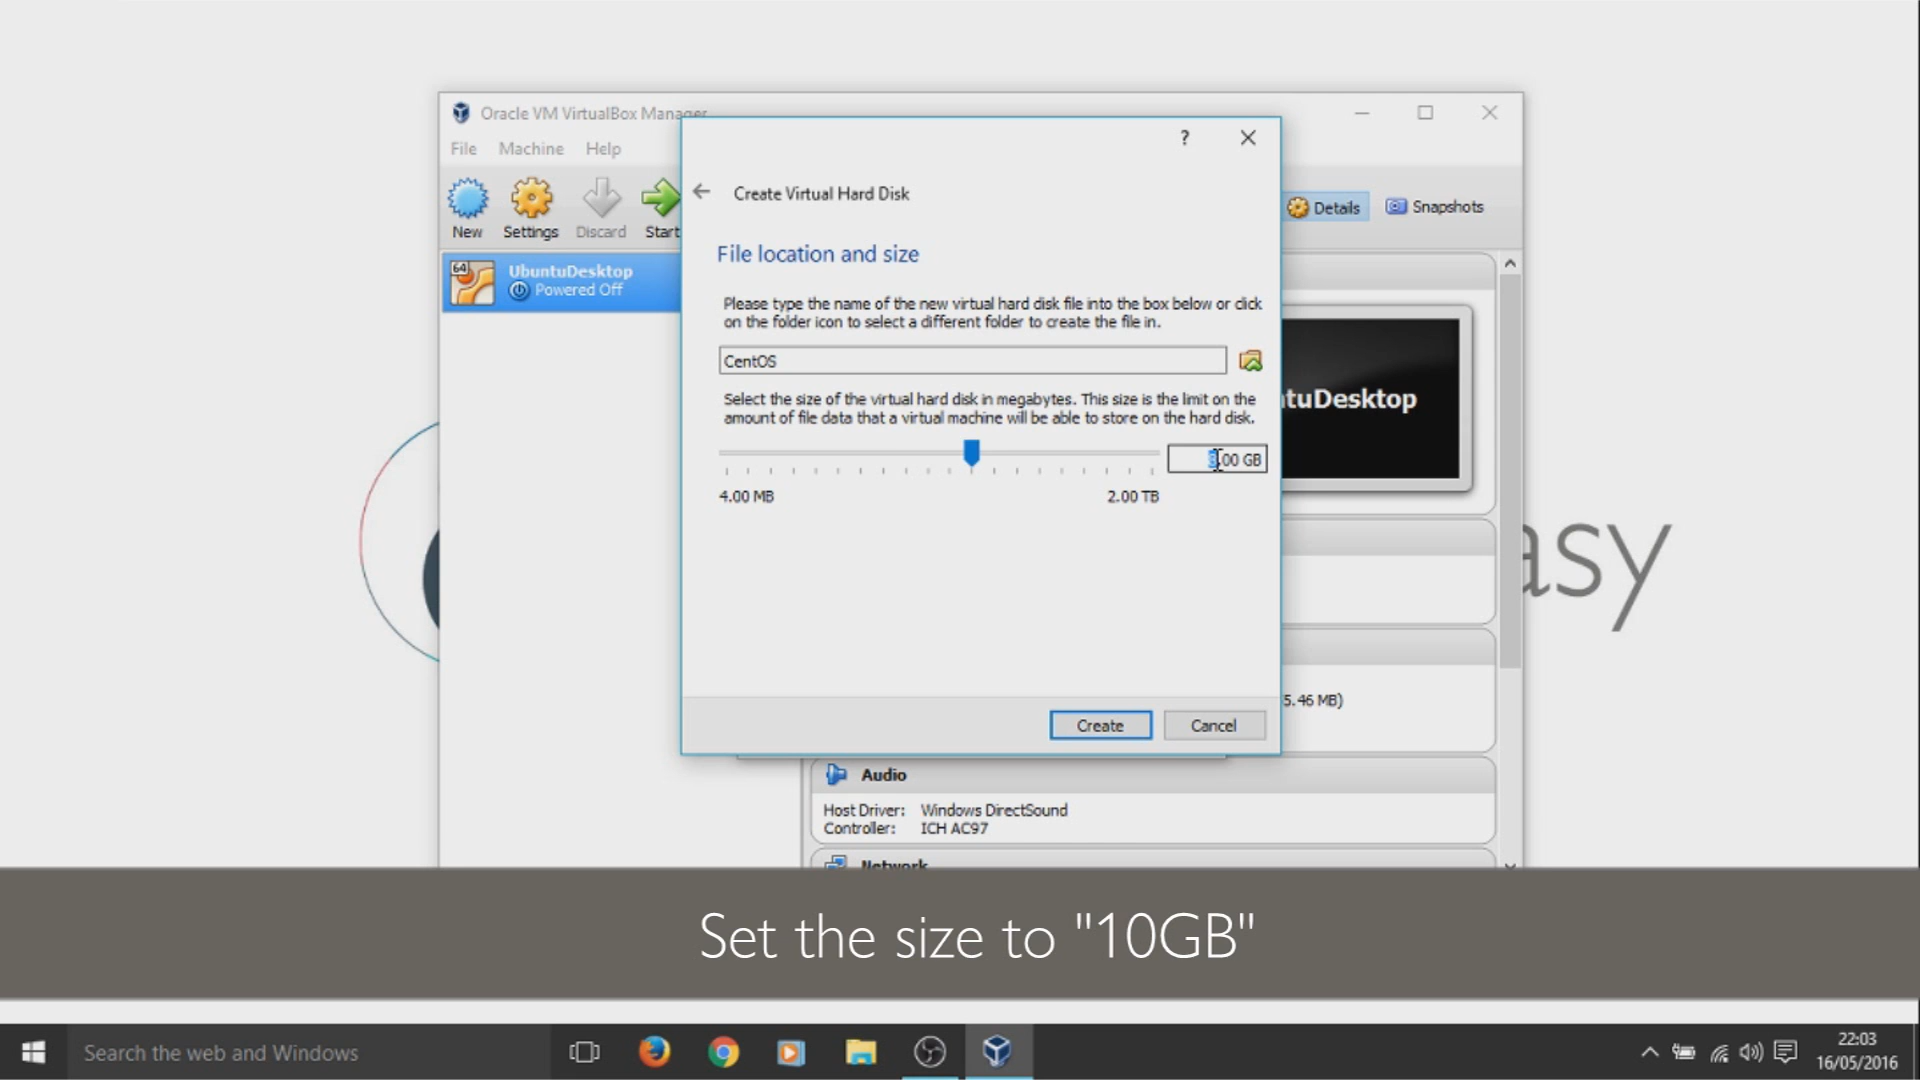 Oracle VM VirtualBox Manager
File Machine Help
? 
Create Virtual Hard Disk
New Settings Discard Start
Details Snapshots
64 UbuntuDesktop
Powered Off
File location and size
Please type the name of the new virtual hard disk file into the box below or click
on the folder icon to select a different folder to create the file in.
CentOS
Select the size of the virtual hard disk in megabytes. This size is the limit on the
amount of file data that a virtual machine will be able to store on the hard disk.
.00 GB
4.00 MB 2.00 TB
tuDesktop
asy
5.46 MB)
Create Cancel
Audio
Host Driver: Windows DirectSound
Controller: ICH AC97
Network
Set the size to "10GB"
Search the web and Windows
22:03
16/05/2016